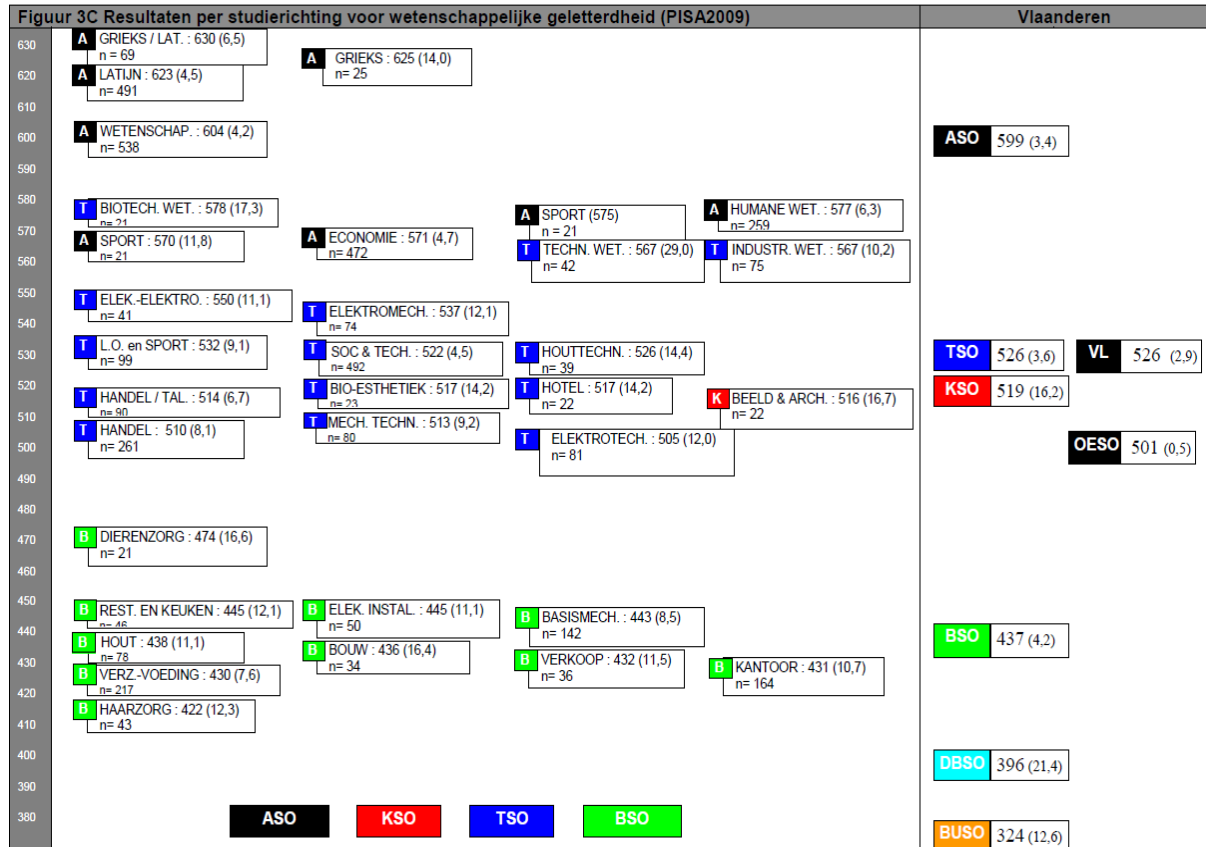 Figuur 3C Resultaten per studierichting voor wetenschappelijke geletterdheid (PISA2009)
Vlaanderen
630
620
610
600
590
580
570
560
550
540
530
520
510
500
490
480
470
460
450
440
430
420
410
400
390
380
A GRIEKS / LAT. : 630 (6,5)
n = 69
A GRIEKS : 625 (14,0)
n= 25
A LATIJN : 623 (4,5)
n= 491
A WETENSCHAP. : 604 (4,2)
n= 538
T BIOTECH. WET. : 578 (17,3)
n= 21
A SPORT (575)
n = 21
A HUMANE WET. : 577 (6,3)
n= 259
A SPORT : 570 (11,8)
n= 21
A ECONOMIE : 571 (4,7)
n= 472
T TECHN. WET. : 567 (29,0)
n= 42
T INDUSTR. WET. : 567 (10,2)
n= 75
T ELEK.-ELEKTRO. : 550 (11,1)
n= 41
T ELEKTROMECH. : 537 (12,1)
n= 74
T L.O. en SPORT : 532 (9,1)
n= 99
T SOC & TECH. : 522 (4,5)
n= 492
T HOUTTECHN. : 526 (14,4)
n= 39
T HANDEL / TAL. : 514 (6,7)
n= 90
T BIO-ESTHETIEK : 517 (14,2)
n= 23
T HOTEL : 517 (14,2)
n= 22
K BEELD & ARCH. : 516 (16,7)
n= 22
T HANDEL : 510 (8,1)
n= 261
T MECH. TECHN. : 513 (9,2)
n= 80
T ELEKTROTECH. : 505 (12,0)
n= 81
B DIERENZORG : 474 (16,6)
n= 21
B REST. EN KEUKEN : 445 (12,1)
n= 46
B ELEK. INSTAL. : 445 (11,1)
n= 50
B BASISMECH. : 443 (8,5)
n= 142
B HOUT : 438 (11,1)
n= 78
B BOUW : 436 (16,4)
n= 34
B VERZ.-VOEDING : 430 (7,6)
n= 217
B VERKOOP : 432 (11,5)
n= 36
B KANTOOR : 431 (10,7)
n= 164
B HAARZORG : 422 (12,3)
n= 43
ASO
KSO
TSO
BSO
ASO 599 (3,4)
TSO 526 (3,6)
VL 526 (2,9)
KSO 519 (16,2)
OESO 501 (0,5)
BSO 437 (4,2)
DBSO 396 (21,4)
BUSO 324 (12,6)